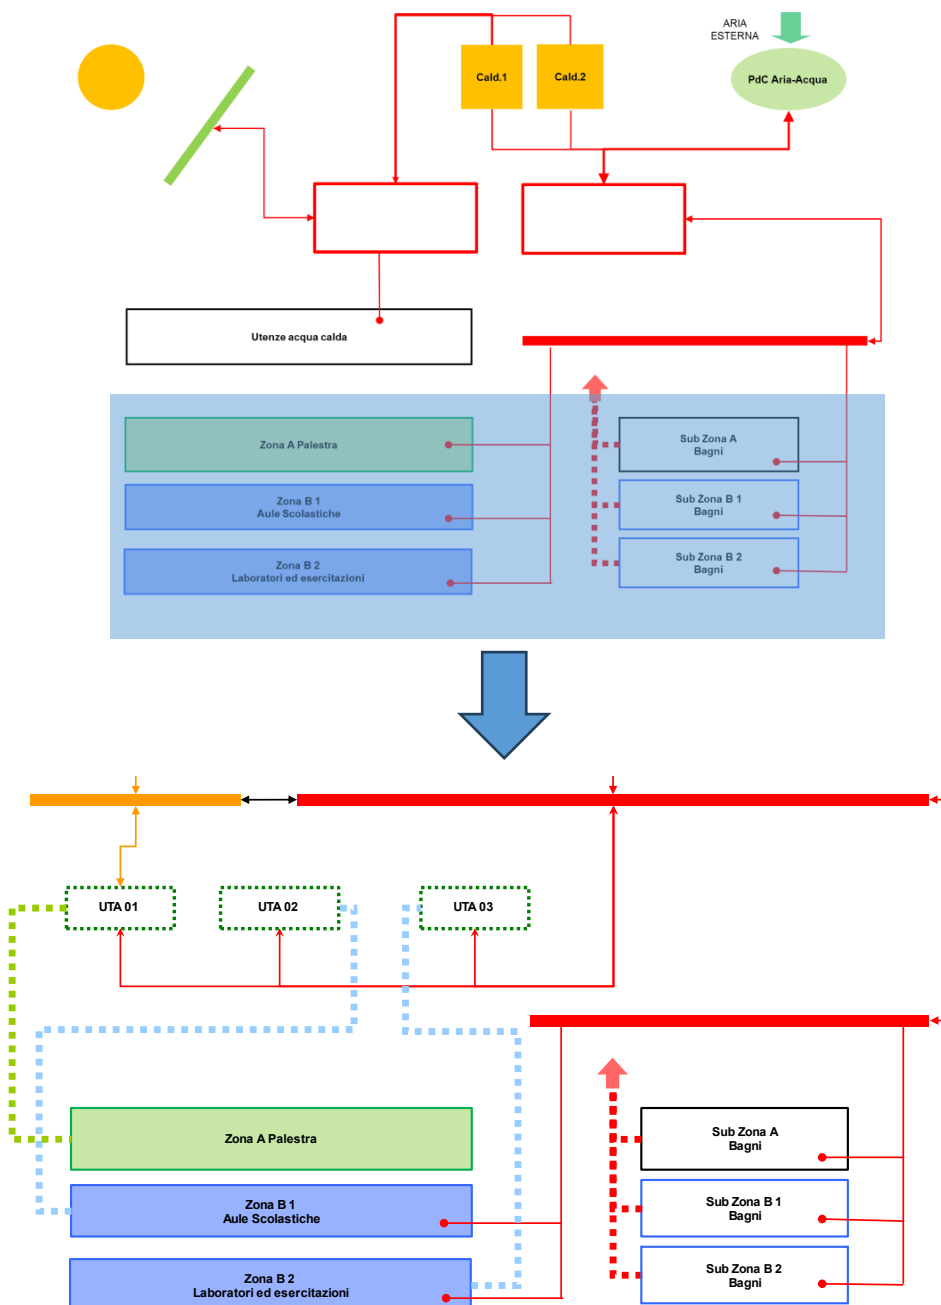 ARIA
ESTERNA
Cald.1
Cald.2
PdC Aria-Acqua
Utenze acqua calda
Zona A Palestra
Sub Zona A
Bagni
Zona B 1
Aule Scolastiche
Sub Zona B 1
Bagni
Zona B 2
Laboratori ed esercitazioni
Sub Zona B 2
Bagni
UTA 01
UTA 02
UTA 03
Zona A Palestra
Sub Zona A
Bagni
Zona B 1
Aule Scolastiche
Sub Zona B 1
Bagni
Zona B 2
Laboratori ed esercitazioni
Sub Zona B 2
Bagni